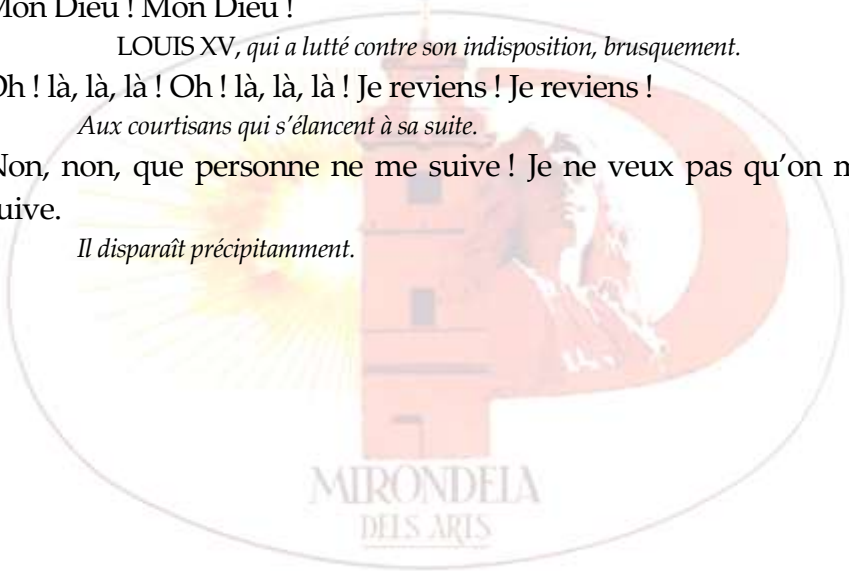 Mon Dieu ! Mon Dieu !
LOUIS XV, qui a lutté contre son indisposition, brusquement.
Oh ! là, là, là ! Oh ! là, là, là ! Je reviens ! Je reviens !
Aux courtisans qui s’élancent à sa suite.
Non, non, que personne ne me suive ! Je ne veux pas qu’on m
uive.
Il disparaît précipitamment.
MIRONDELA
DELS ARTS